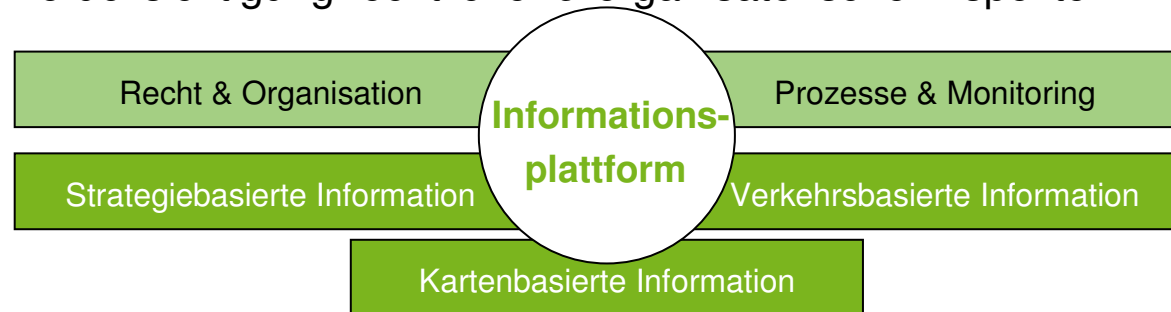 Recht & Organisation
Prozesse & Monitoring
Informations-
plattform
Strategiebasierte Information
Verkehrsbasierte Information
Kartenbasierte Information